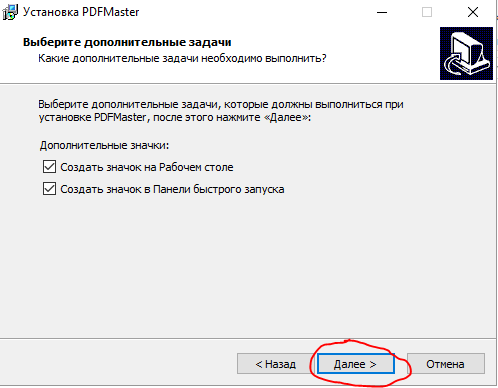 Установка PDFMaster
Выберите дополнительные задачи
Какие дополнительные задачи необходимо выполнить?
Выберите дополнительные задачи, которые должны выполниться при
установке PDFMaster, после этого нажмите «Далее»:
Дополнительные значки:
Создать значок на Рабочем столе
Создать значок в Панели быстрого запуска
< Назад
Далее >
Отмена